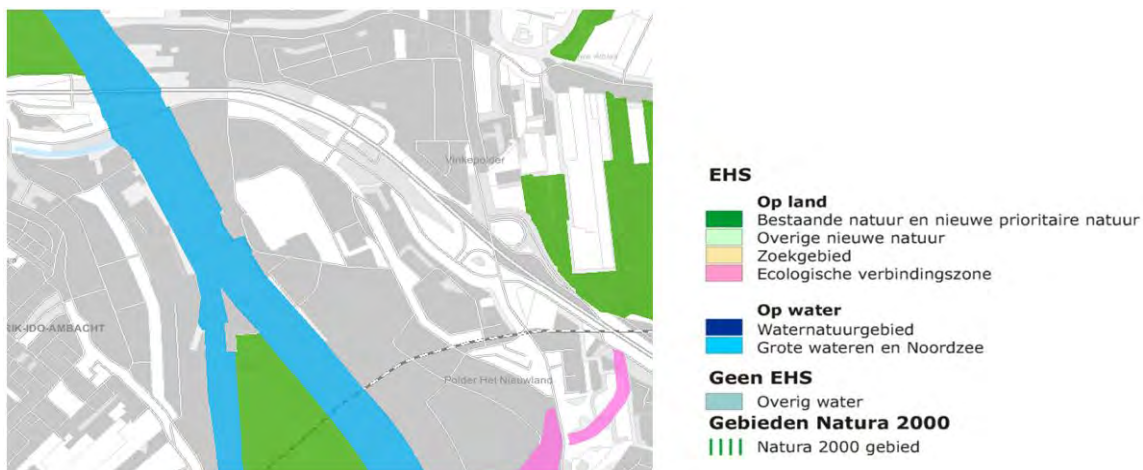 Vinkepolder
RIK-IDO-AMBACHT
Polder Het Nieuwland
EHS
Op land
Bestaande natuur en nieuwe prioritaire natuur
Overige nieuwe natuur
Zoekgebied
Ecologische verbindingszone
Op water
Waternatuurgebied
Grote wateren en Noordzee
Geen EHS
Overig water
Gebieden Natura 2000
Natura 2000 gebied